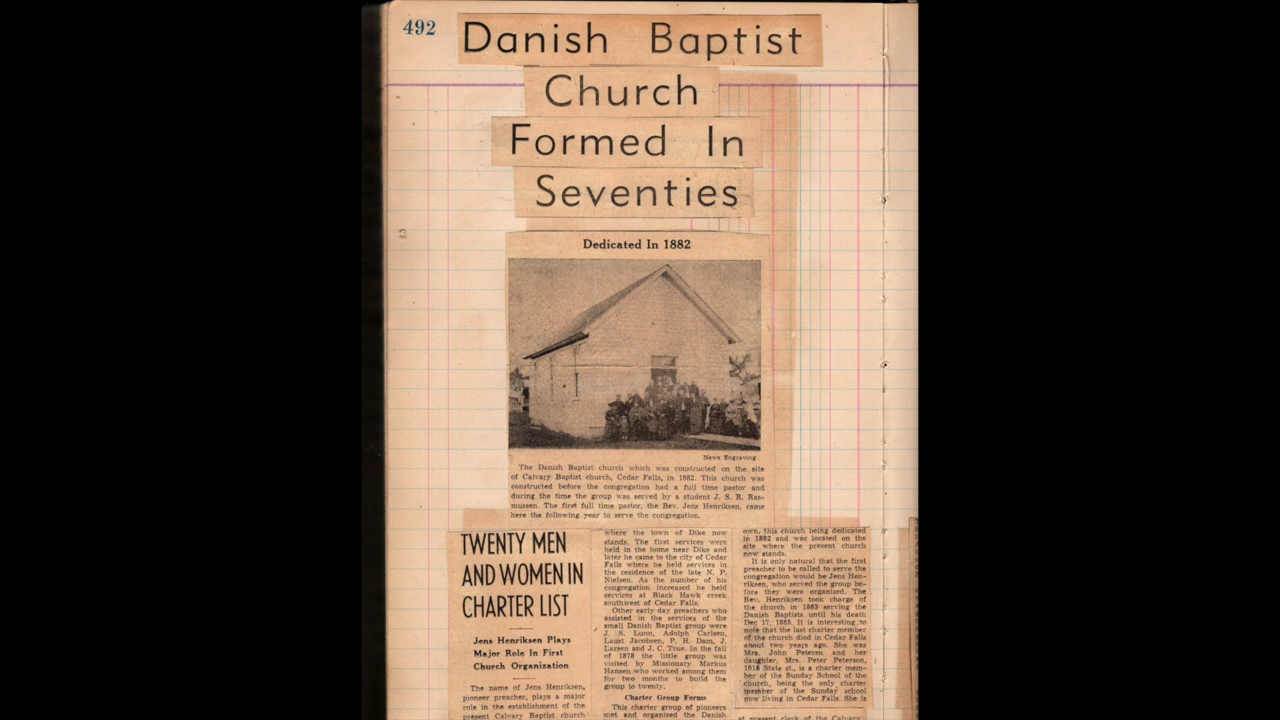 492
Danish Baptist
Church
Formed In
Seventies
Dedicated In 1882
News Engraving
The Danish Baptist church which was constructed on the site
of Calvary Baptist church, Cedar Falls, in 1882. This church was
constructed before the congregation had a full time pastor and
during the time the group was served by a student J. S. R. Ras-
mussen. The first full time pastor, the Rev. Jens Henriksen, came
here the following year to serve the congregation.
TWENTY MEN
AND WOMEN IN
CHARTER LIST
Jens Henriksen Plays
Major Role In First
Church Organization
The name of Jens Henriksen,
pioneer preacher, plays a major
role in the establishment of the
present Calvary Baptist church
where the town of Dike now
stands. The first services were
held in the home near Dike and
later he came to the city of Cedar
Falls where he held services in
the residence of the late N. P.
Nielsen. As the number of his
congregation increased he held
services at Black Hawk creek
southwest of Cedar Falls.
Other early day preachers who
assisted in the services of the
small Danish Baptist group were
J. S. Lunn, Adolph Carlsen,
Laust Jacobsen, P. H. Dam, J.
Larsen and J. C. True. In the fall
of 1878 the little group was
visited by Missionary Markus
Hansen who worked among them
for two months to build the
group to twenty.
Charter Group Forms
This charter group of pioneers
met and organized the Danish
own, this church being dedicated
in 1882 and was located on the
site where the present church
now stands.
It is only natural that the first
preacher to be called to serve the
congregation would be Jens Hen-
riksen, who served the group be-
fore they were organized. The
Rev. Henriksen took charge of
the church in 1883 serving the
Danish Baptists until his death
Dec 17, 1885. It is interesting to
note that the last charter member
of the church died in Cedar Falls
about two years ago. She was
Mrs. John Petersn and her
daughter, Mrs. Peter Peterson,
1018 State st., is a charter mem-
ber of the Sunday School of the
church, being the only charter
member of the Sunday school
now living in Cedar Falls. She is
at present clerk of the Calvary